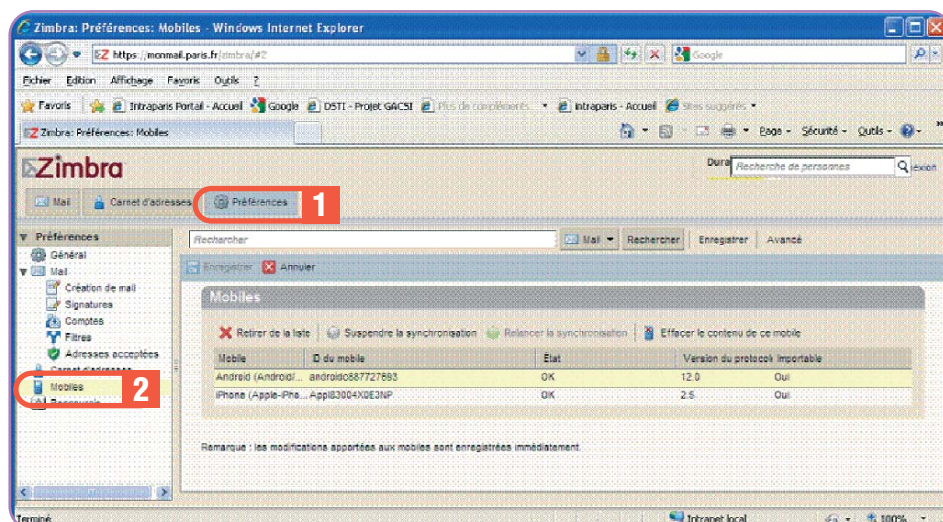 Zimbra: Préférences: Mobiles - Windows Internet Explorer
https://monmail.paris.fr/zimbra/#2
Google
Fichier Edition Affichage Favoris Outils ?
Favoris Intraparis Portail - Accueil Google DSTI - Projet GACSI Plus de compléments Intraparis - Accueil Sites suggérés
Zimbra: Préférences: Mobiles
Page Sécurité Outils
Zimbra
Recherche de personnes
Mail Carnet d'adresses Préférences 1
Préférences
Rechercher Mail Rechercher Enregistrer Avancé
Général
Enregistrer Annuler
Mail
Création de mail
Signatures
Comptes
Filtres
Adresses acceptées
Carnet d'adresses
Mobiles 2
Mobiles
Retirer de la liste Suspendre la synchronisation Relancer la synchronisation Effacer le contenu de ce mobile
Mobile ID du mobile Etat Version du protocole Importable
Android (Android/... androidc887727693 OK 12.0 Oui
iPhone (Apple-iPho... Appl83004X0E3NP OK 2.5 Oui
Remarque : les modifications apportées aux mobiles sont enregistrées immédiatement.
Terminé Intranet local 100%